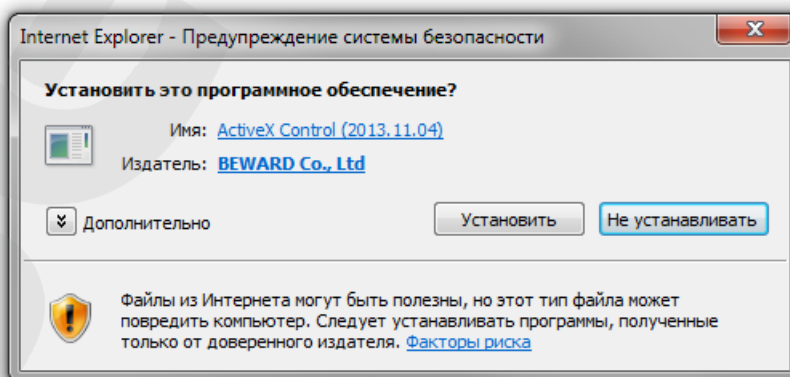 Internet Explorer - Предупреждение системы безопасности
Установить это программное обеспечение?
Имя: ActiveX Control (2013.11.04)
Издатель: BEWARD Co., Ltd
Дополнительно
Установить
Не устанавливать
Файлы из Интернета могут быть полезны, но этот тип файла может
повредить компьютер. Следует устанавливать программы, полученные
только от доверенного издателя. Факторы риска